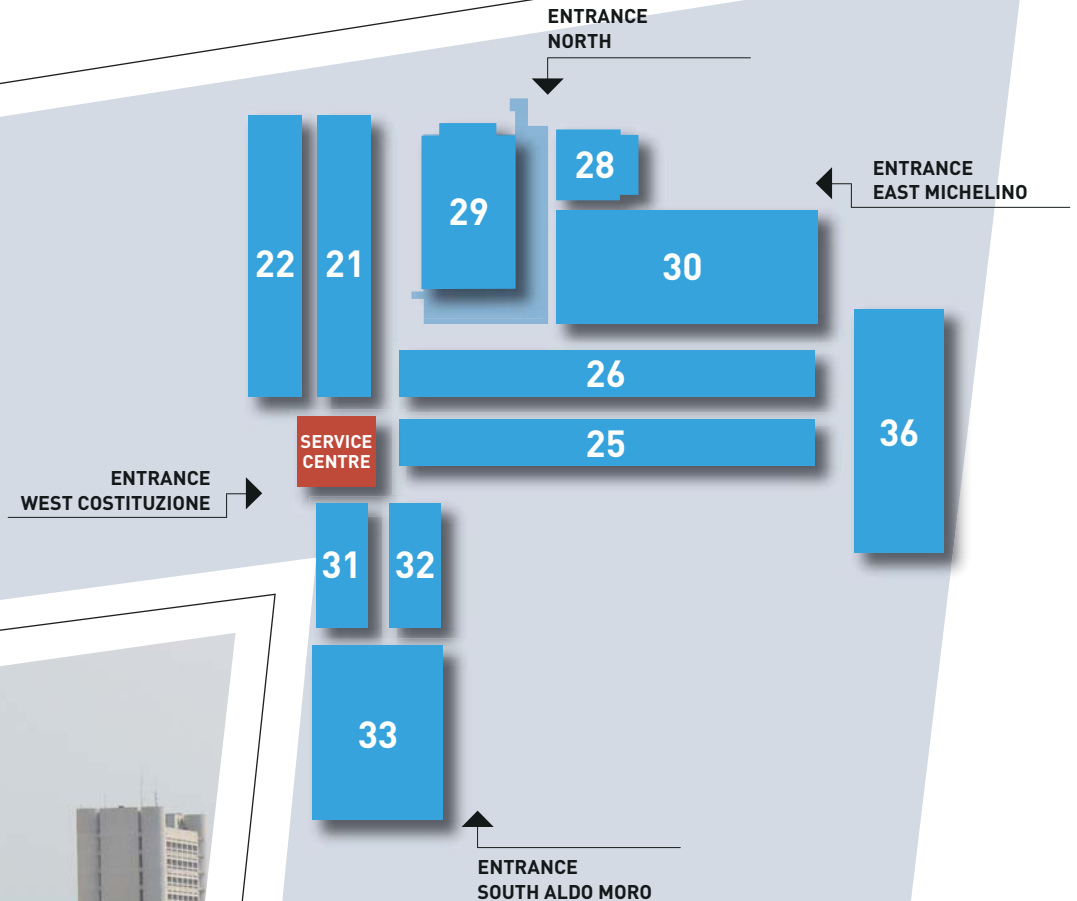 ENTRANCE
NORTH
28
ENTRANCE
EAST MICHELINO
29
22
21
30
26
36
25
SERVICE
CENTRE
ENTRANCE
WEST COSTITUZIONE
31
32
33
ENTRANCE
SOUTH ALDO MORO